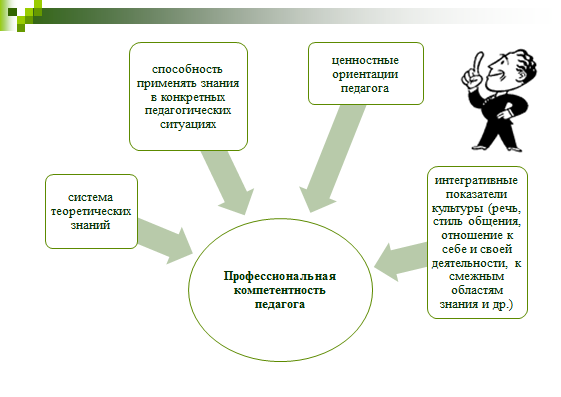 способность
применять знания
в конкретных
педагогических
ситуациях
ценностные
ориентации
педагога
система
теоретических
знаний
интегративные
показатели
культуры (речь,
стиль общения,
отношение к
себе и своей
деятельности, к
смежным
областям
знания и др.)
Профессиональная
компетентность
педагога